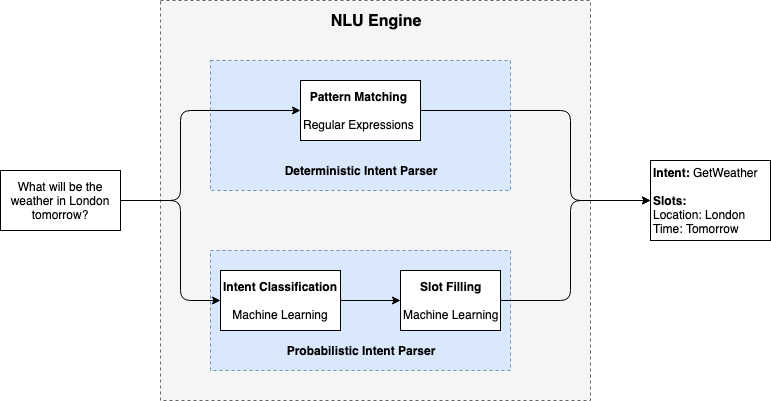 NLU Engine
Pattern Matching
Regular Expressions
Deterministic Intent Parser
What will be the
weather in London
tomorrow?
Intent: GetWeather
Slots:
Location: London
Time: Tomorrow
Intent Classification
Machine Learning
Slot Filling
Machine Learning
Probabilistic Intent Parser